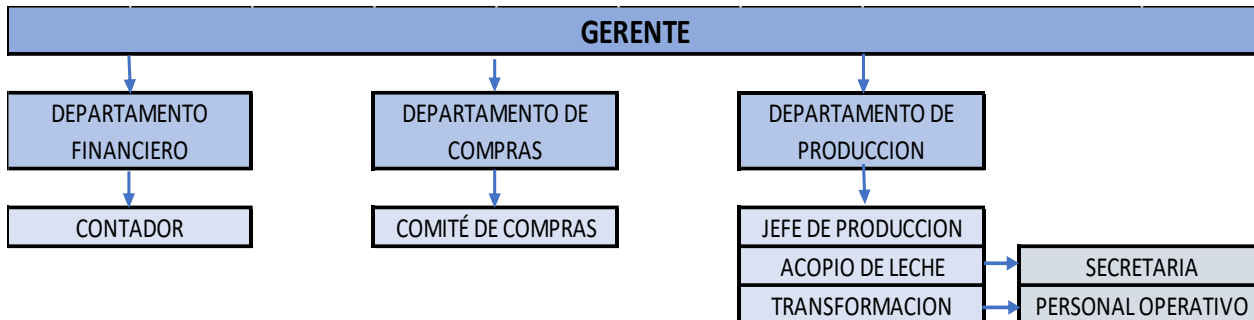 GERENTE
DEPARTAMENTO
FINANCIERO
DEPARTAMENTO DE
COMPRAS
DEPARTAMENTO DE
PRODUCCION
CONTADOR
COMITÉ DE COMPRAS
JEFE DE PRODUCCION
ACOPIO DE LECHE
SECRETARIA
TRANSFORMACION
PERSONAL OPERATIVO